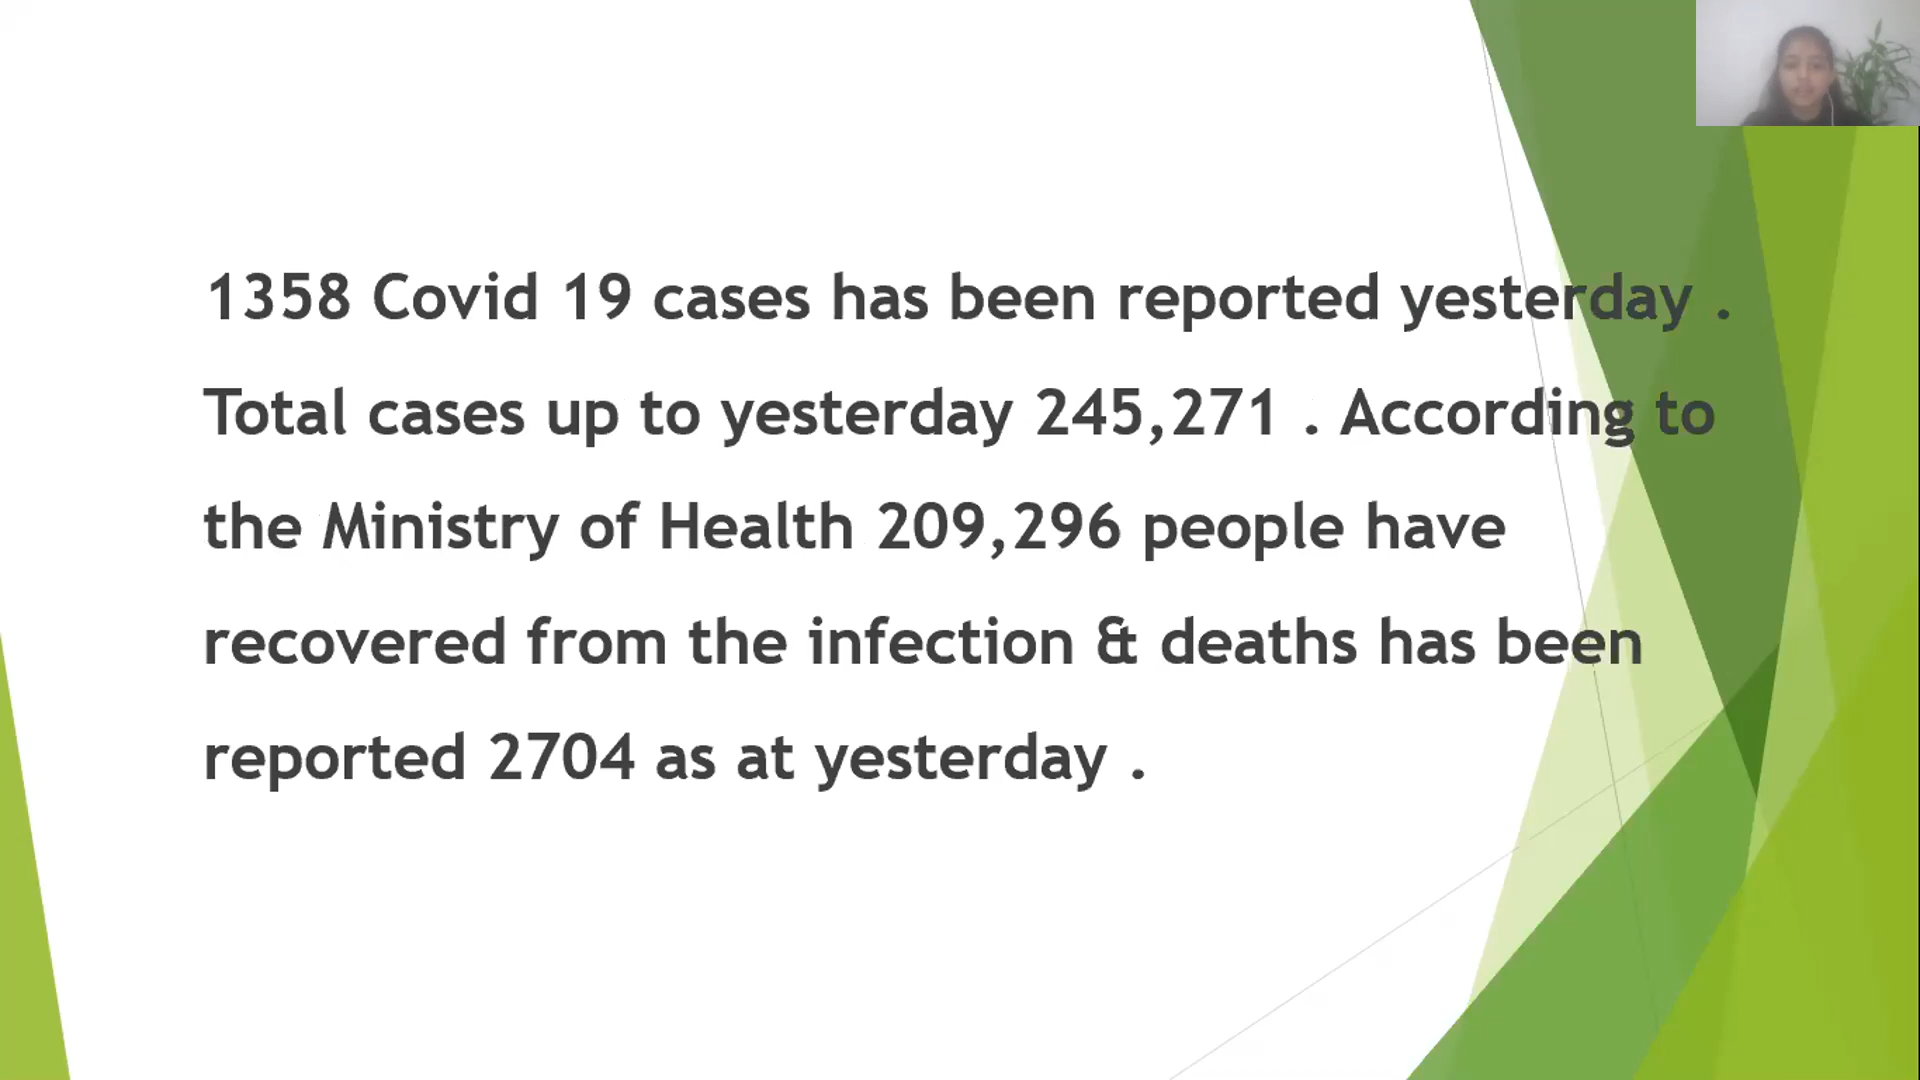 1358 Covid 19 cases has been reported yesterday .
Total cases up to yesterday 245,271 . According to
the Ministry of Health 209,296 people have
recovered from the infection & deaths has been
reported 2704 as at yesterday .